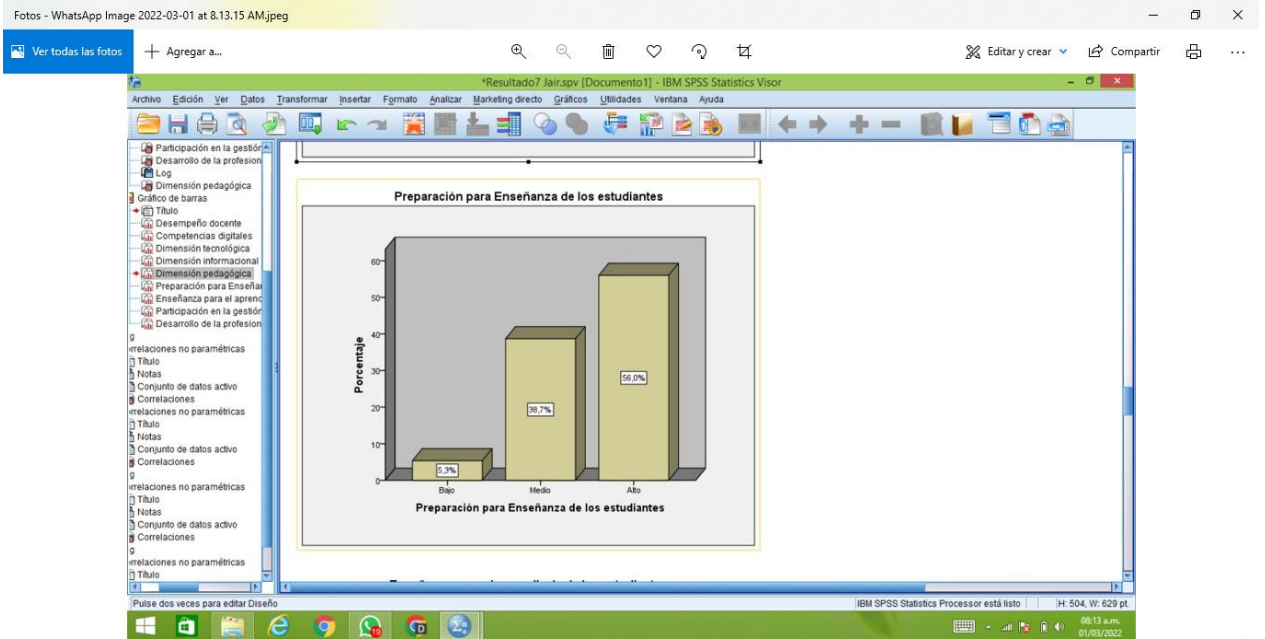 Fotos - WhatsApp Image 2022-03-01 at 8.13.15 AM.jpeg
Ver todas las fotos
Agregar a...
Editar y crear
Compartir
*Resultado7 Jair.spv [Documento1] - IBM SPSS Statistics Visor
Archivo Edición Ver Datos Transformar Insertar Formato Analizar Marketing directo Gráficos Utilidades Ventana Ayuda
Participación en la gestión
Desarrollo de la profesion
Log
Dimensión pedagógica
Gráfico de barras
Título
Desempeño docente
Competencias digitales
Dimensión tecnológica
Dimensión informacional
Dimensión pedagógica
Preparación para Enseñar
Enseñanza para el aprend
Participación en la gestión
Desarrollo de la profesion
g
rrelaciones no paramétricas
Título
Notas
Conjunto de datos activo
Correlaciones
rrelaciones no paramétricas
Título
Notas
Conjunto de datos activo
Correlaciones
g
rrelaciones no paramétricas
Título
Notas
Conjunto de datos activo
Correlaciones
g
rrelaciones no paramétricas
Título
Preparación para Enseñanza de los estudiantes
Porcentaje
60
50
40
30
20
10
0
5,3%
38,7%
56,0%
Bajo Medio Alto
Preparación para Enseñanza de los estudiantes
Pulse dos veces para editar Diseño
IBM SPSS Statistics Processor está listo
H: 504, W: 629 pt.
08:13 a.m.
01/03/2022